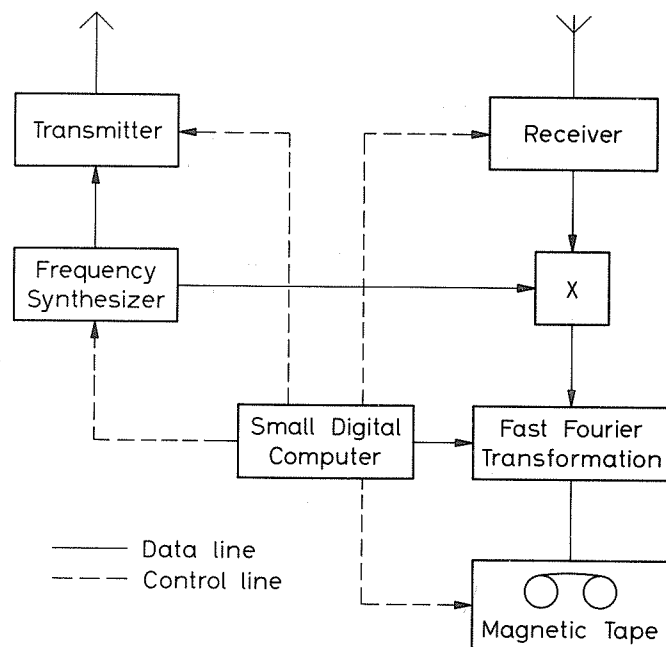 Transmitter
Receiver
Frequency
Synthesizer
X
Small Digital
Computer
Fast Fourier
Transformation
Data line
Control line
Magnetic Tape